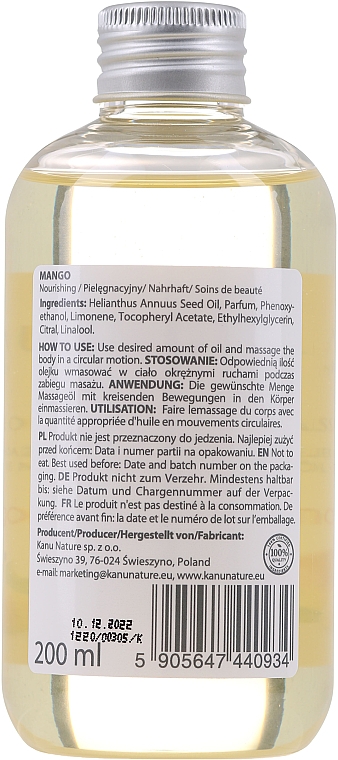 MANGO
Nourishing / Pielęgnacyjny/ Nahrhaft/ Soins de beauté
Ingredients: Helianthus Annuus Seed Oil, Parfum, Phenoxy-
ethanol, Limonene, Tocopheryl Acetate, Ethylhexylglycerin,
Citral, Linalool.
HOW TO USE: Use desired amount of oil and massage the
body in a circular motion. STOSOWANIE: Odpowiednią ilość
olejku wmasować w ciało okrężnymi ruchami podczas
zabiegu masażu. ANWENDUNG: Die gewünschte Menge
Massageöl mit kreisenden Bewegungen in den Körper
einmassieren. UTILISATION: Faire lemassage du corps avec
la quantité appropriée d'huile en mouvements circulaires.
PL Produkt nie jest przeznaczony do jedzenia. Najlepiej zużyć
przed końcem: Data i numer partii na opakowaniu. EN Not to
eat. Best used before: Date and batch number on the packa-
ging. DE Produkt nicht zum Verzehr. Mindestens haltbar
bis: siehe Datum und Chargennummer auf der Verpac-
kung. FR Le produit n'est pas destiné à la consommation. De
préférence avant fin: la date et le numéro de lot sur l'emballage.
Producent/Producer/Hergestellt von/Fabricant:
Kanu Nature sp. z o.o.
Świeszyno 39, 76-024 Świeszyno, Poland
e-mail: marketing@kanunature.eu, www.kanunature.eu
100%
10.12.2022
1220/00305/K
200 ml
5 905647 440934